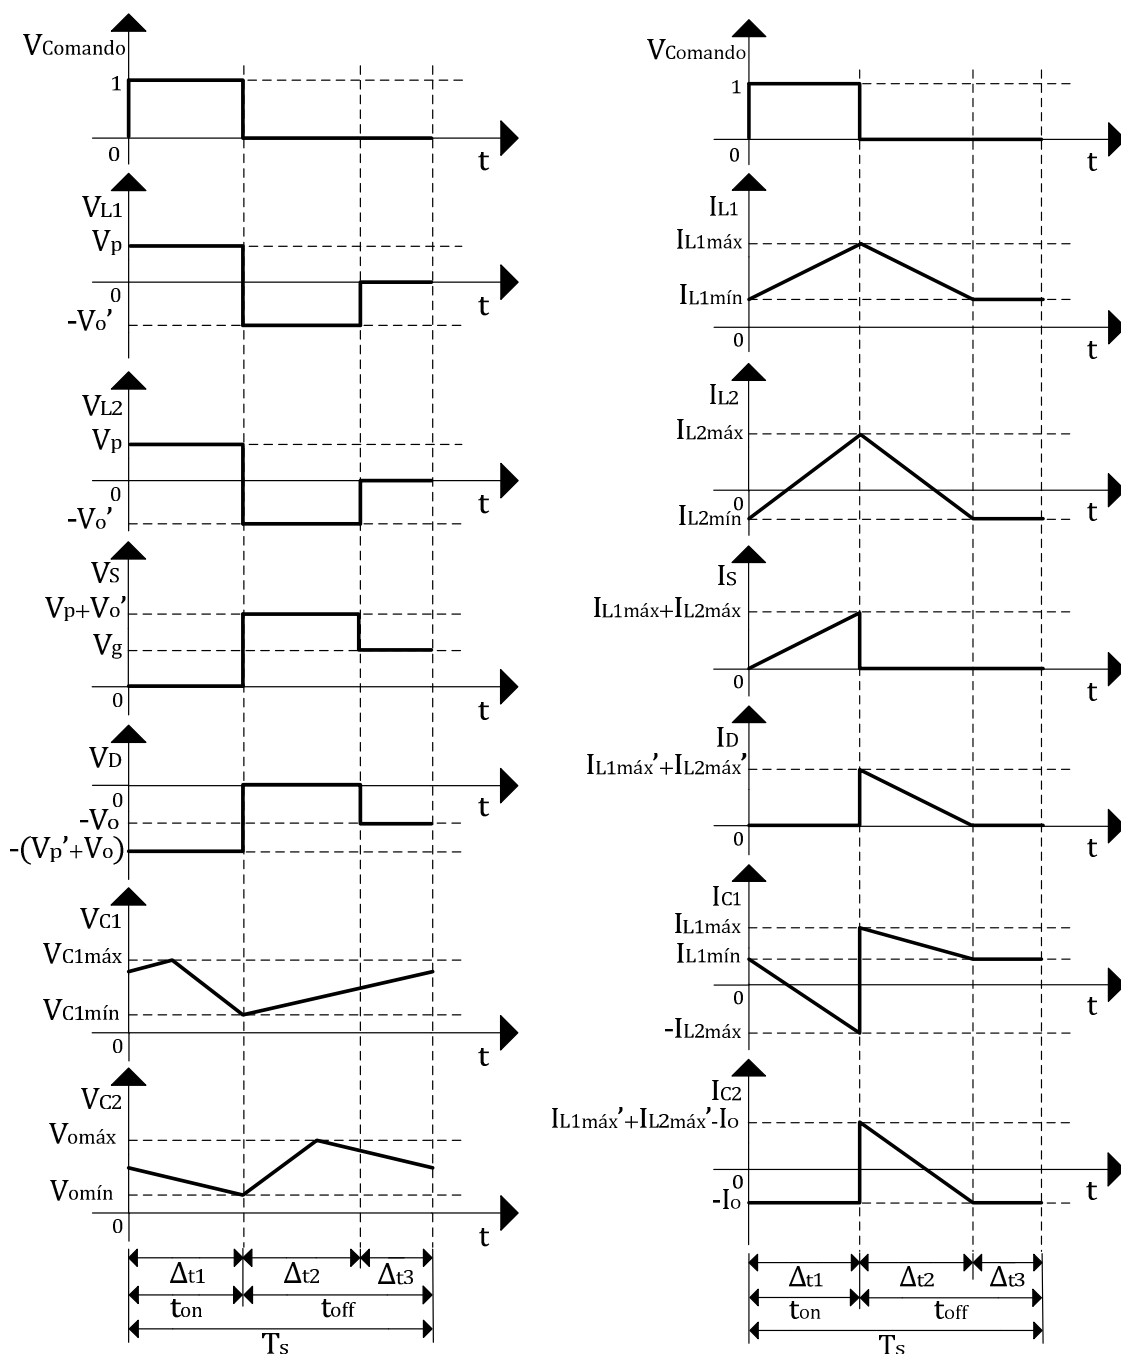 VComando
1
0
t
VL1
Vp
0
-Vo’
t
VL2
Vp
0
-Vo’
t
VS
Vp+Vo’
Vg
0
t
VD
0
-Vo
-(Vp’+Vo)
t
VC1
VC1máx
VC1mín
0
t
VC2
Vomáx
Vomín
0
t
Δt1 Δt2 Δt3
ton toff
Ts
VComando
1
0
t
IL1
IL1máx
IL1mín
0
t
IL2
IL2máx
0
IL2mín
t
IS
IL1máx+IL2máx
0
t
ID
IL1máx’+IL2máx’
0
t
IC1
IL1máx
IL1mín
0
-IL2máx
t
IC2
IL1máx’+IL2máx’-Io
0
-Io
t
Δt1 Δt2 Δt3
ton toff
Ts